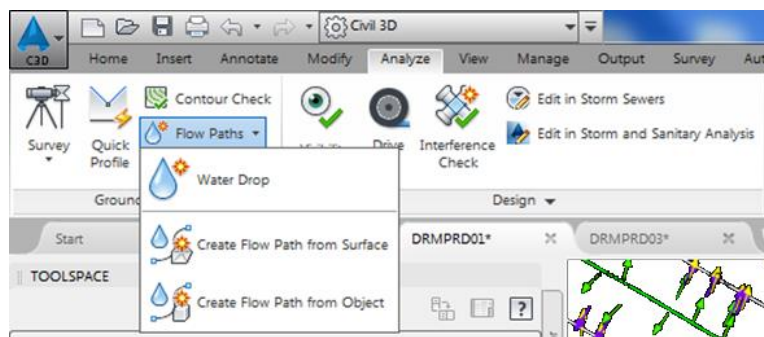 Civil 3D
C3D Home Insert Annotate Modify Analyze View Manage Output Survey Aut
Survey
Quick Profile
Contour Check
Flow Paths
Drive
Interference Check
Edit in Storm Sewers
Edit in Storm and Sanitary Analysis
Ground
Design
Water Drop
Create Flow Path from Surface
Create Flow Path from Object
Start
DRMPRD01*
DRMPRD03*
TOOLSPACE
?